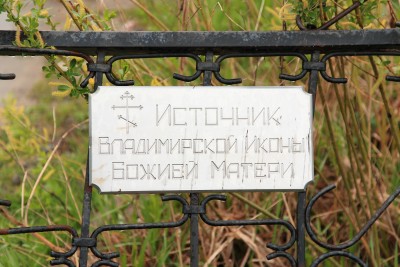 Источник
Владимирской Иконы
Божией Матери